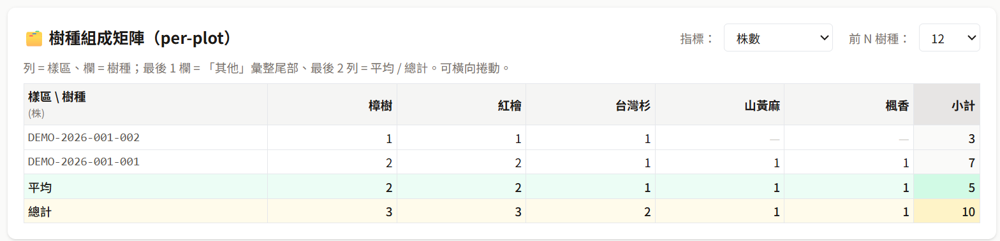 樹種組成矩陣（per-plot） 指標： 株數 前 N 樹種： 12
列 = 樣區、欄 = 樹種；最後 1 欄 = 「其他」彙整尾部、最後 2 列 = 平均 / 總計。可橫向捲動。
樣區 \ 樹種 樟樹 紅檜 台灣杉 山黃麻 楓香 小計
(株)
DEMO-2026-001-002 1 1 1 — — 3
DEMO-2026-001-001 2 2 1 1 1 7
平均 2 2 1 1 1 5
總計 3 3 2 1 1 10